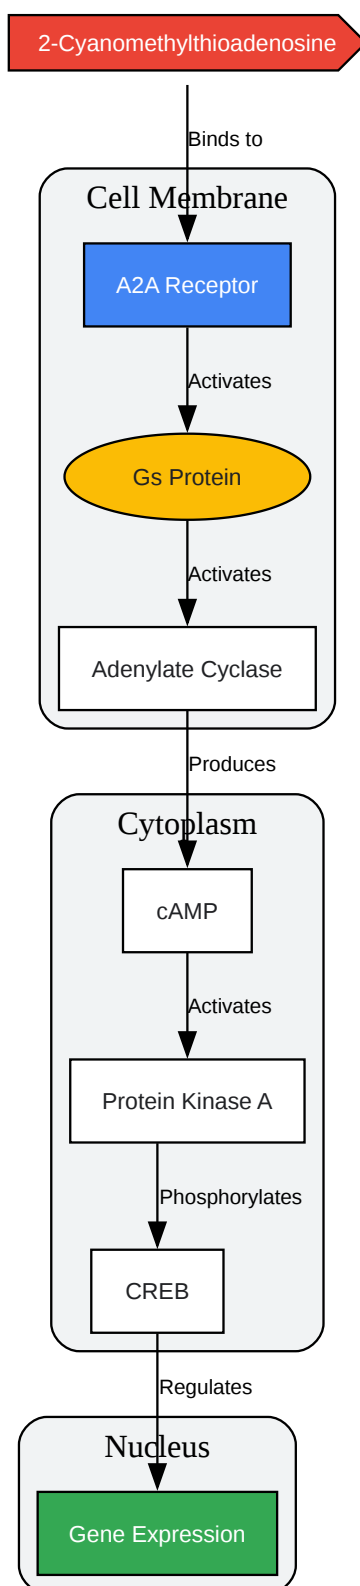 2-Cyanomethylthioadenosine
Binds to
Cell Membrane
A2A Receptor
Activates
Gs Protein
Activates
Adenylate Cyclase
Produces
Cytoplasm
cAMP
Activates
Protein Kinase A
Phosphorylates
CREB
Regulates
Nucleus
Gene Expression